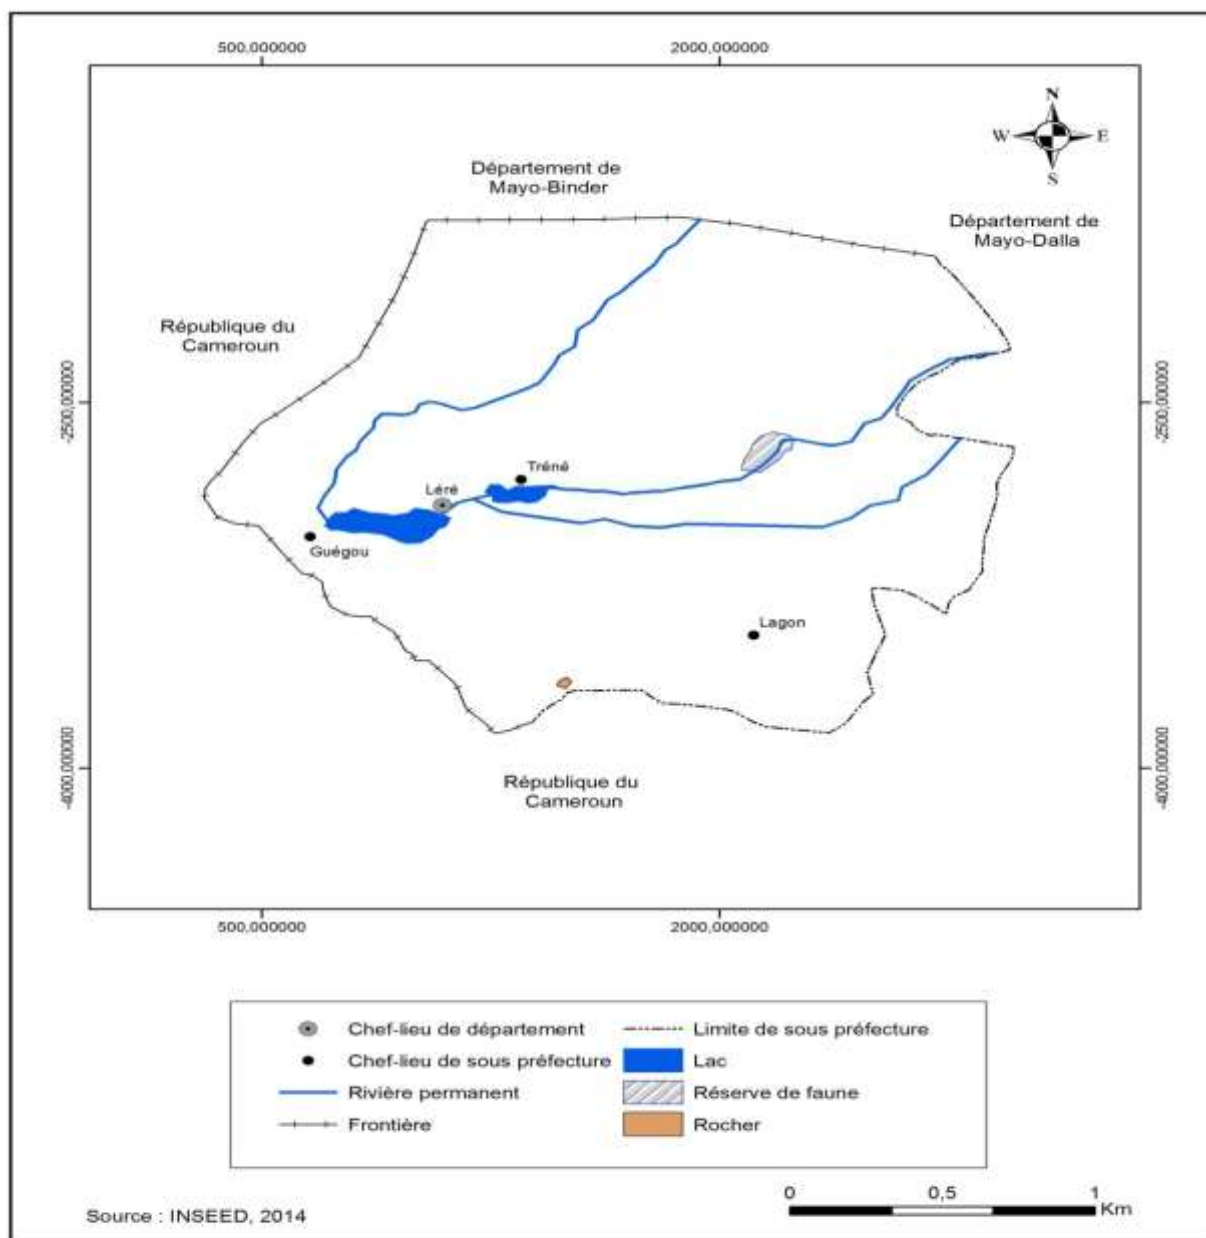 500,000000
2000,000000
N
W
E
S
Département de
Mayo-Binder
Département de
Mayo-Dalla
République du
Cameroun
-2500,000000
-2500,000000
Tréné
Léré
Guégou
Lagon
-4000,000000
-4000,000000
République du
Cameroun
500,000000
2000,000000
Chef-lieu de département
Limite de sous préfecture
Chef-lieu de sous préfecture
Lac
Rivière permanent
Réserve de faune
Frontière
Rocher
0
0,5
1
Km
Source : INSEED, 2014